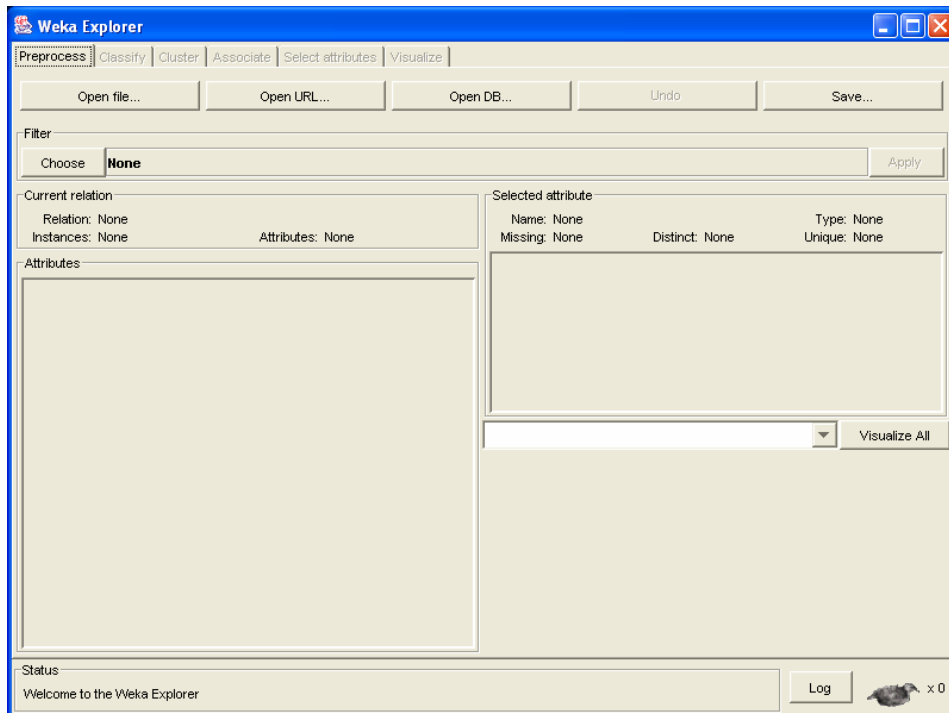 Weka Explorer
Preprocess Classify Cluster Associate Select attributes Visualize
Open file... Open URL... Open DB... Undo Save...
Filter
Choose None Apply
Current relation
Relation: None
Instances: None Attributes: None
Selected attribute
Name: None Type: None
Missing: None Distinct: None Unique: None
Attributes
Visualize All
Status
Welcome to the Weka Explorer
Log x 0